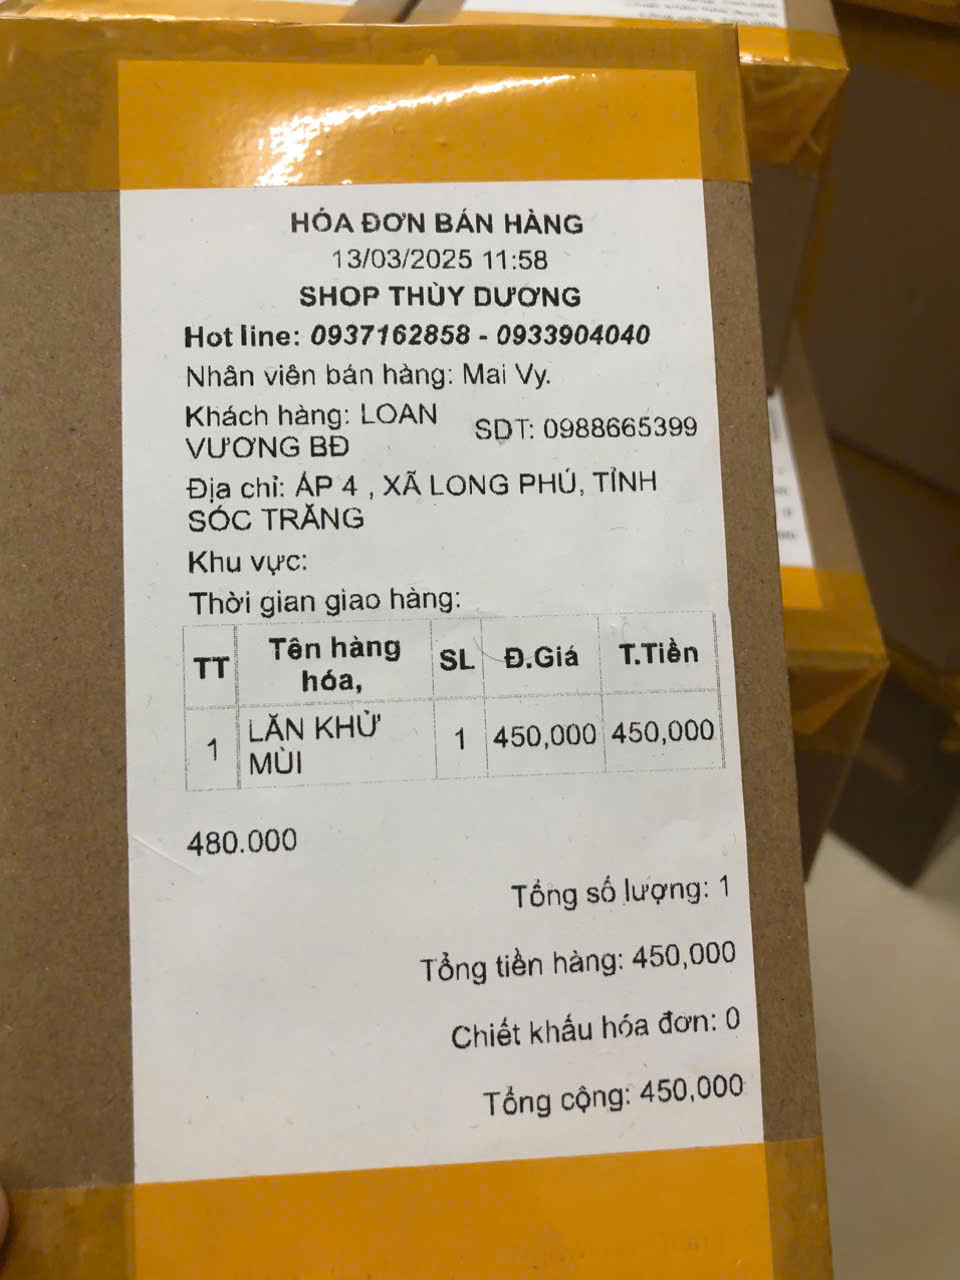 HÓA ĐƠN BÁN HÀNG
13/03/2025 11:58
SHOP THÙY DƯƠNG
Hot line: 0937162858 - 0933904040
Nhân viên bán hàng: Mai Vy.
Khách hàng: LOAN VƯƠNG BĐ SDT: 0988665399
Địa chỉ: ÁP 4 , XÃ LONG PHÚ, TỈNH
SÓC TRĂNG
Khu vực:
Thời gian giao hàng:
TT Tên hàng hóa, SL Đ.Giá T.Tiền
1 LĂN KHỬ MÙI 1 450,000 450,000
480.000
Tổng số lượng: 1
Tổng tiền hàng: 450,000
Chiết khấu hóa đơn: 0
Tổng cộng: 450,000